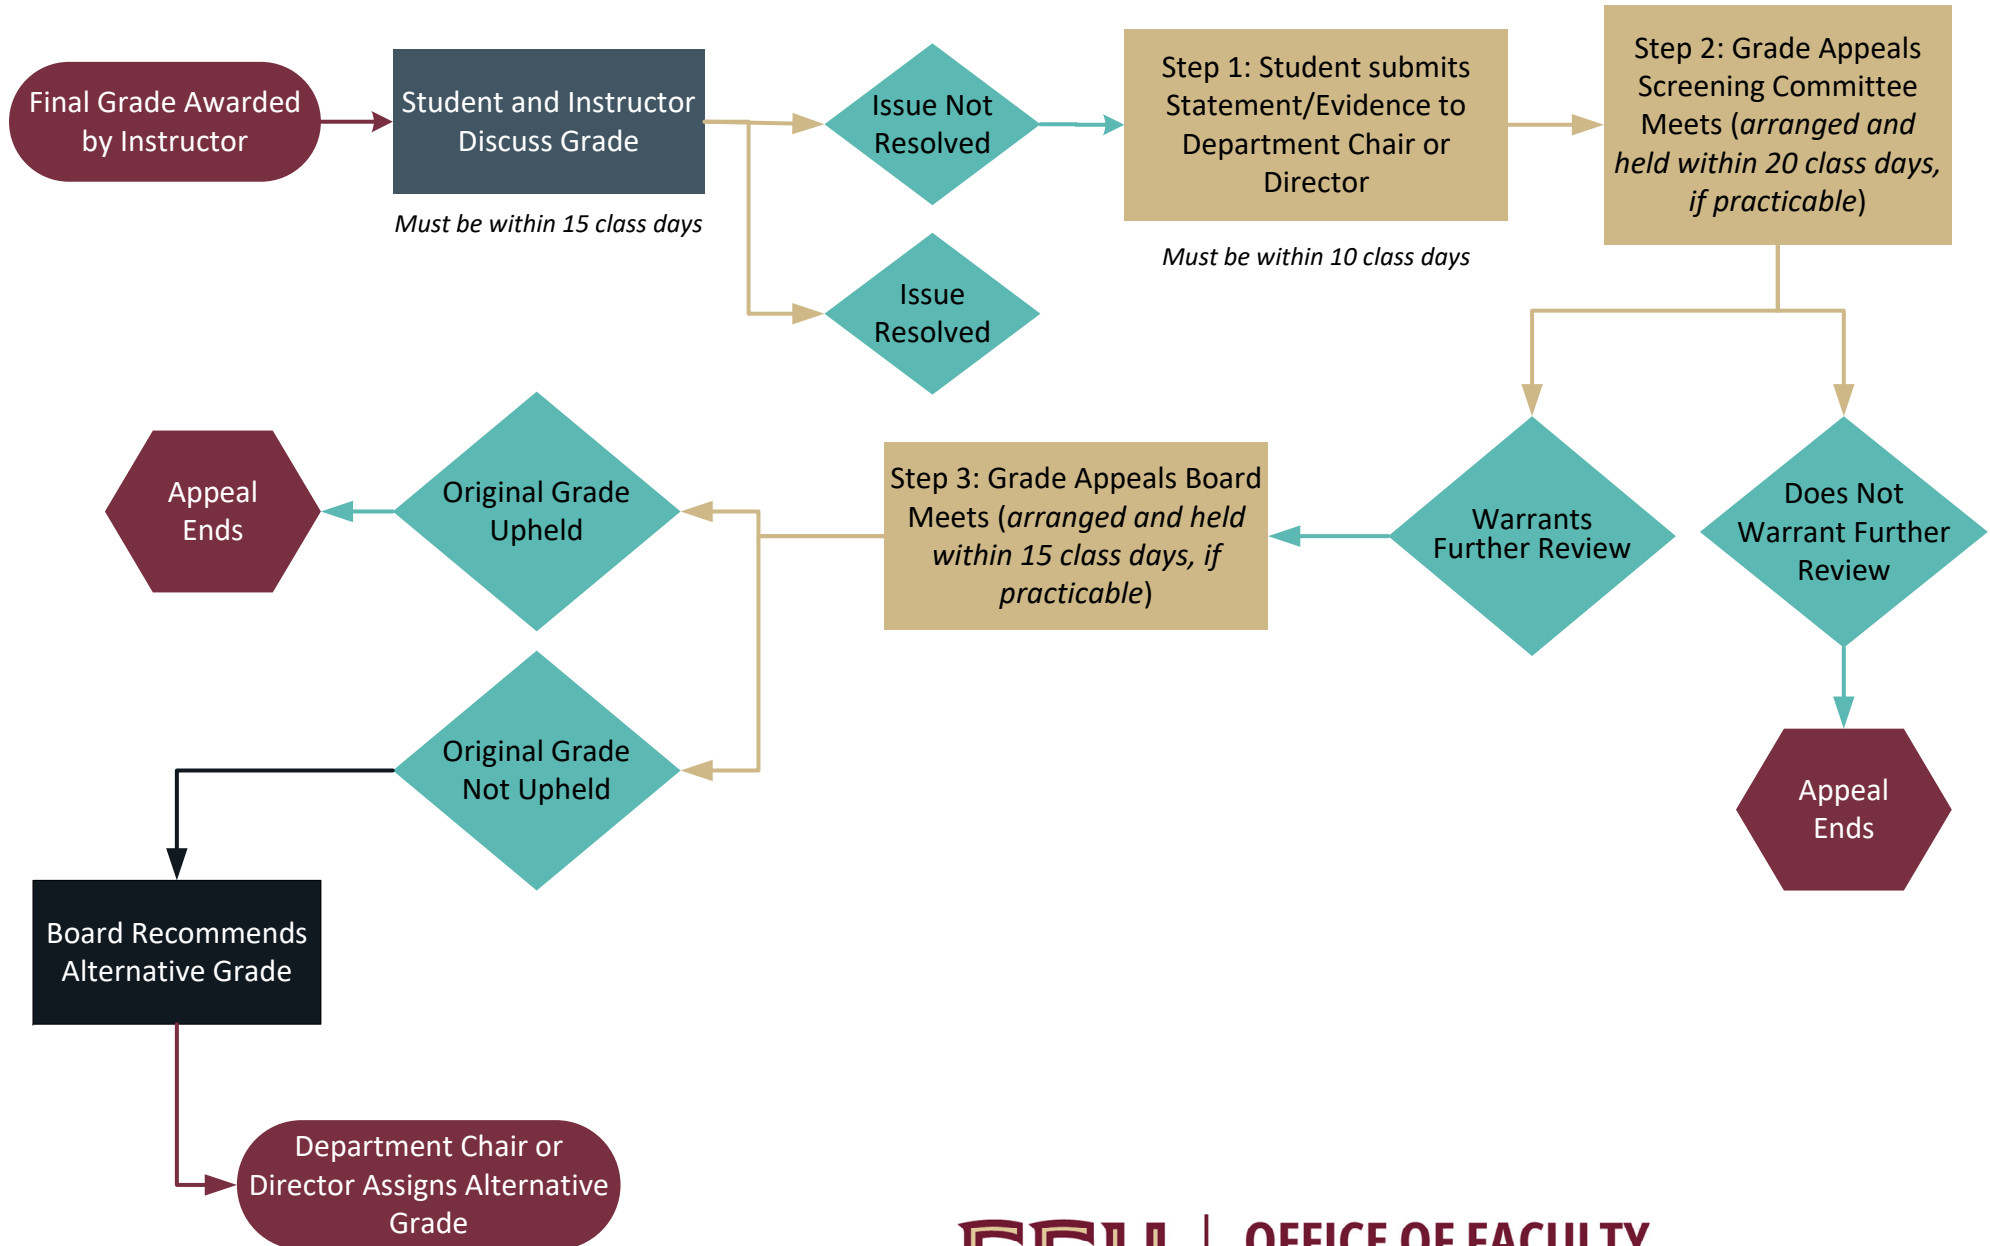 Final Grade Awarded
by Instructor
Student and Instructor
Discuss Grade
Must be within 15 class days
Issue Not
Resolved
Issue
Resolved
Step 1: Student submits
Statement/Evidence to
Department Chair or
Director
Must be within 10 class days
Step 2: Grade Appeals
Screening Committee
Meets (arranged and
held within 20 class days,
if practicable)
Warrants
Further Review
Does Not
Warrant Further
Review
Appeal
Ends
Step 3: Grade Appeals Board
Meets (arranged and held
within 15 class days, if
practicable)
Original Grade
Upheld
Appeal
Ends
Original Grade
Not Upheld
Board Recommends
Alternative Grade
Department Chair or
Director Assigns Alternative
Grade
OFFICE OF FACULTY